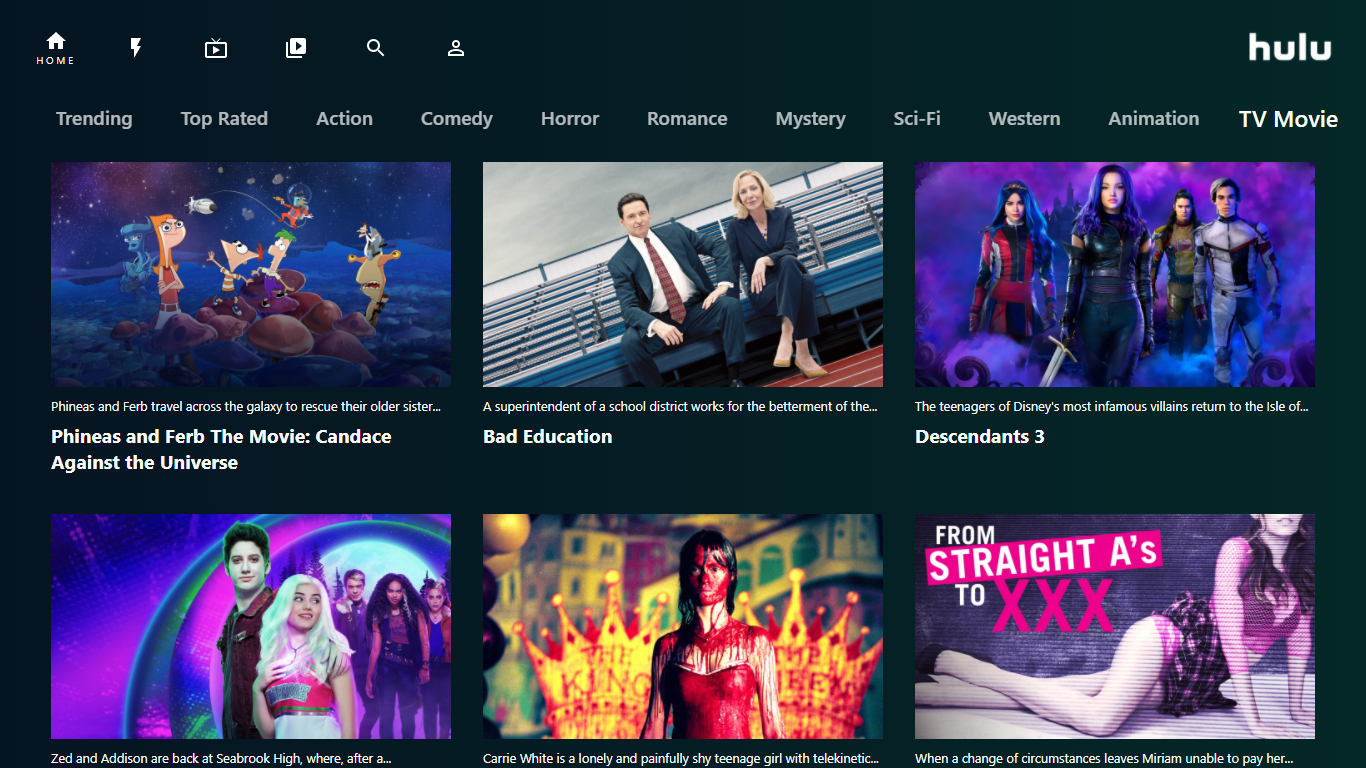 HOME
hulu
Trending Top Rated Action Comedy Horror Romance Mystery Sci-Fi Western Animation TV Movie
Phineas and Ferb travel across the galaxy to rescue their older sister...
Phineas and Ferb The Movie: Candace
Against the Universe
A superintendent of a school district works for the betterment of the...
Bad Education
The teenagers of Disney's most infamous villains return to the Isle of...
Descendants 3
Zed and Addison are back at Seabrook High, where, after a...
THE KING
Carrie White is a lonely and painfully shy teenage girl with telekinetic...
FROM
STRAIGHT A's
TO XXX
When a change of circumstances leaves Miriam unable to pay her...